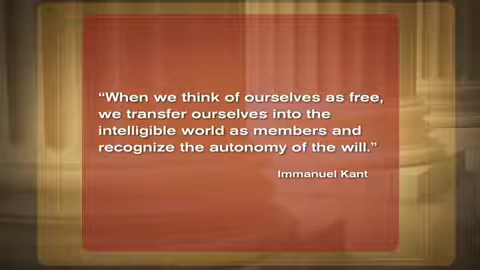 “When we think of ourselves as free,
we transfer ourselves into the
intelligible world as members and
recognize the autonomy of the will.”
Immanuel Kant